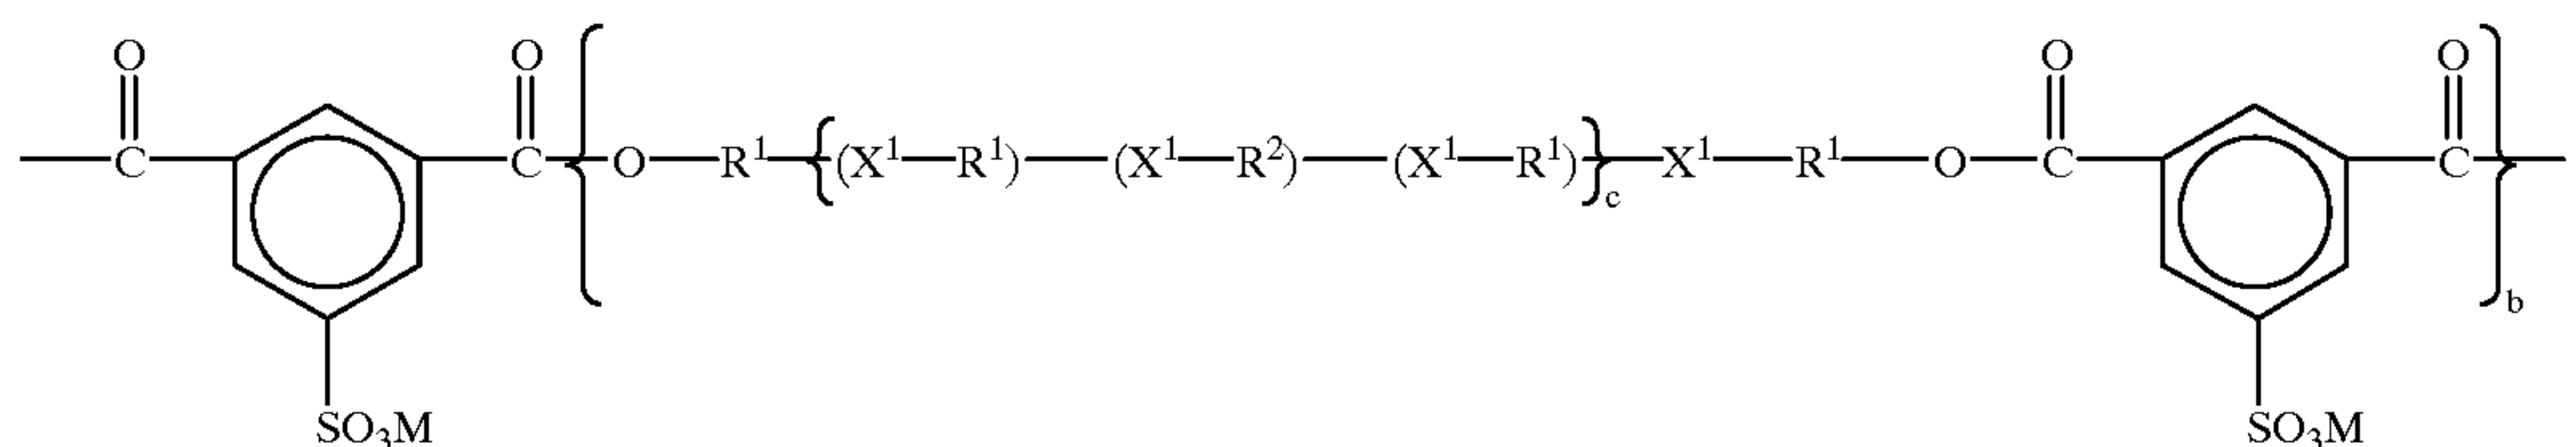 O O O O
C C O R¹ (X¹ R¹) (X¹ R²) (X¹ R¹) c X¹ R¹ O C C b
SO₃M SO₃M